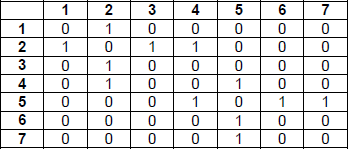 1 2 3 4 5 6 7
1 0 1 0 0 0 0 0
2 1 0 1 1 0 0 0
3 0 1 0 0 0 0 0
4 0 1 0 0 1 0 0
5 0 0 0 1 0 1 1
6 0 0 0 0 1 0 0
7 0 0 0 0 1 0 0